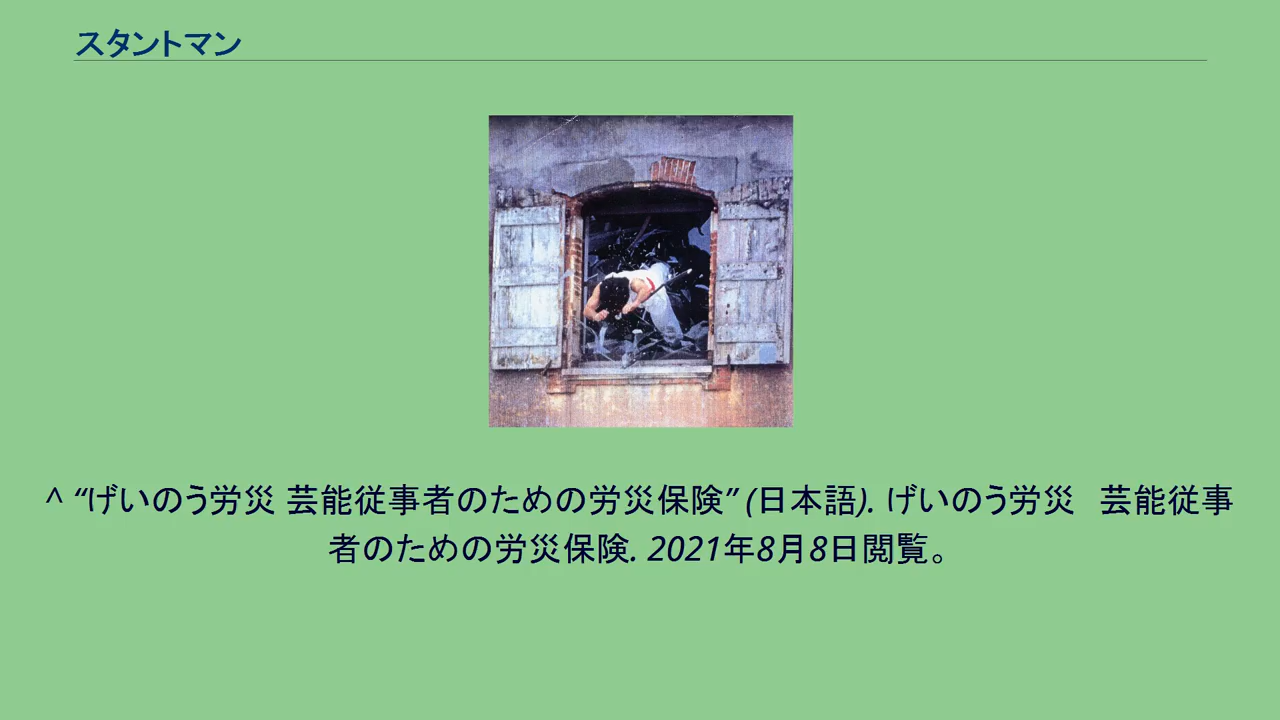 スタントマン
^ “げいのう労災 芸能従事者のための労災保険” (日本語). げいのう労災　芸能従事
者のための労災保険. 2021年8月8日閲覧。